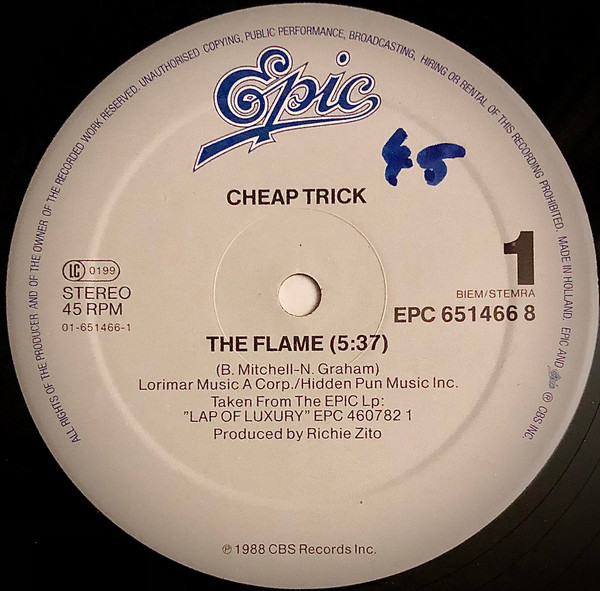 ALL RIGHTS OF THE PRODUCER AND OF THE OWNER OF THE RECORDED WORK RESERVED. UNAUTHORISED COPYING, PUBLIC PERFORMANCE, BROADCASTING, HIRING OR RENTAL OF THIS RECORDING PROHIBITED. MADE IN HOLLAND. EPIC AND Epic ® CBS INC.
Epic
45
CHEAP TRICK
1
LC 0199
STEREO
45 RPM
01-651466-1
BIEM/STEMRA
EPC 651466 8
THE FLAME (5:37)
(B. Mitchell-N. Graham)
Lorimar Music A Corp./Hidden Pun Music Inc.
Taken From The EPIC Lp:
"LAP OF LUXURY" EPC 460782 1
Produced by Richie Zito
℗ 1988 CBS Records Inc.